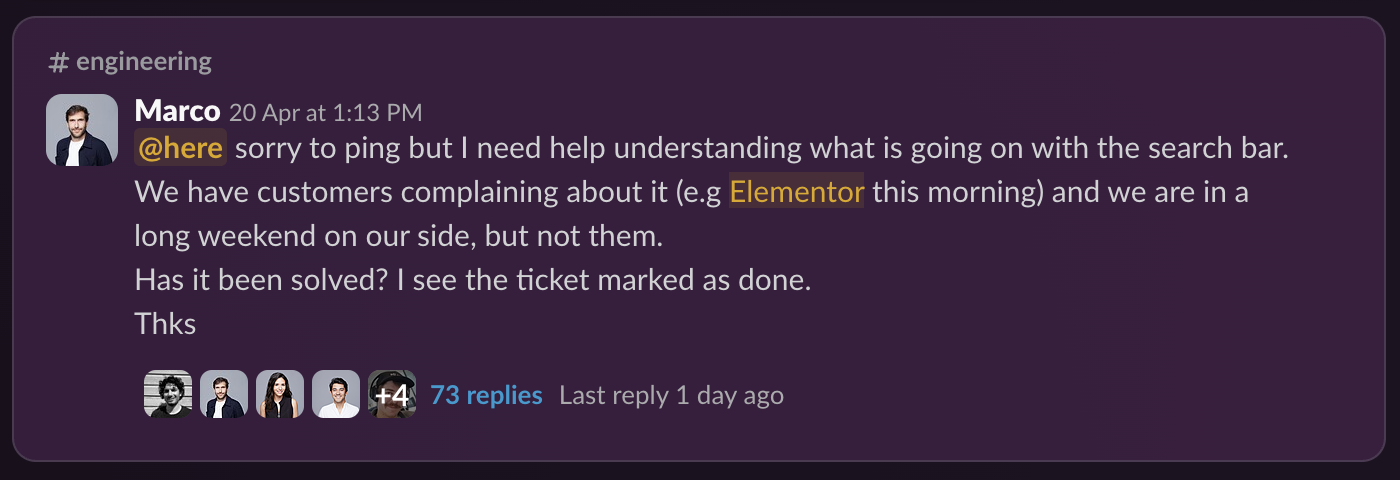 # engineering
Marco 20 Apr at 1:13 PM
@here sorry to ping but I need help understanding what is going on with the search bar.
We have customers complaining about it (e.g Elementor this morning) and we are in a
long weekend on our side, but not them.
Has it been solved? I see the ticket marked as done.
Thks
+4 73 replies Last reply 1 day ago